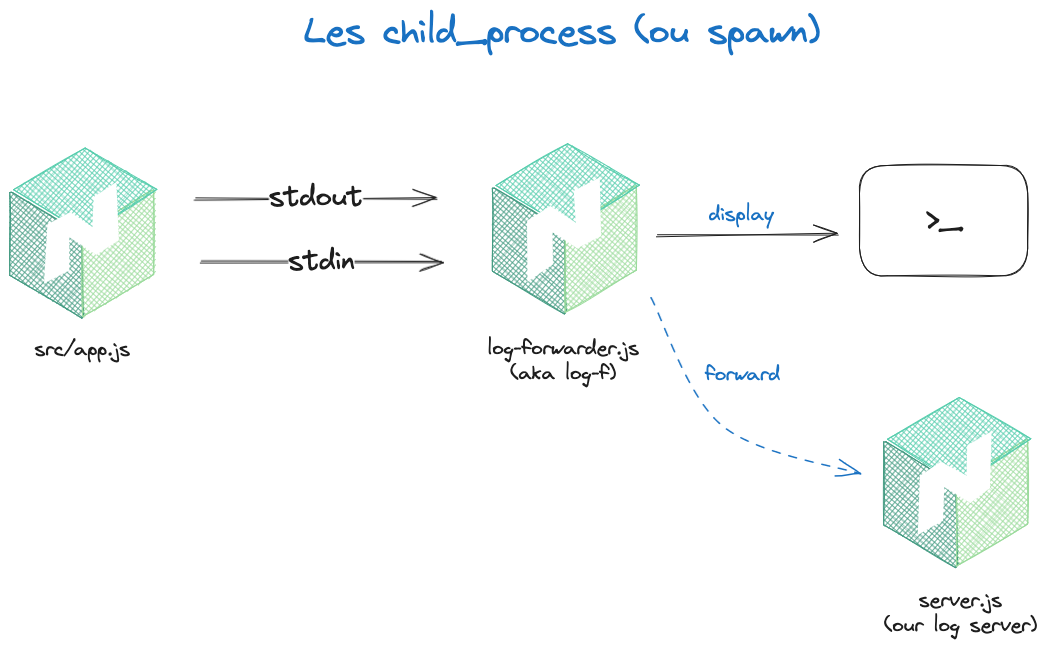 Les child_process (ou spawn)
stdout
stdin
display
>_
src/app.js
log-forwarder.js
(aka log-f)
forward
server.js
(our log server)